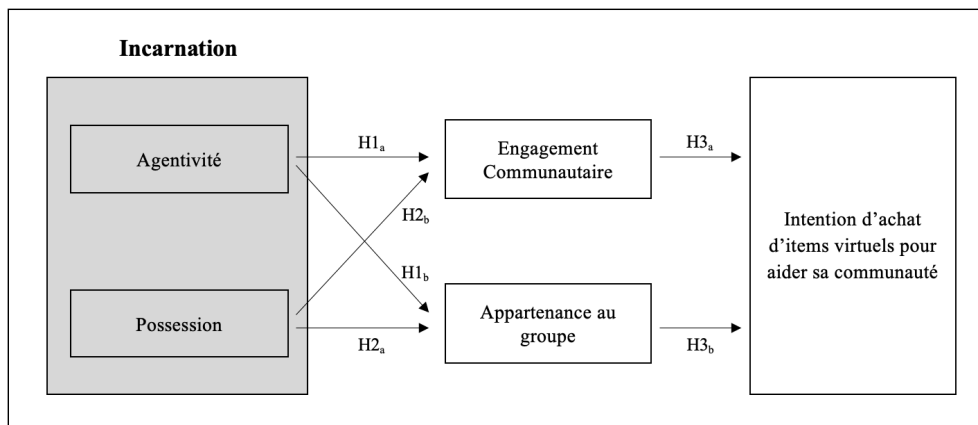 Incarnation
Agentivité
H1a
Engagement
Communautaire
H3a
H2b
Intention d’achat
d’items virtuels pour
aider sa communauté
H1b
Possession
H2a
Appartenance au
groupe
H3b